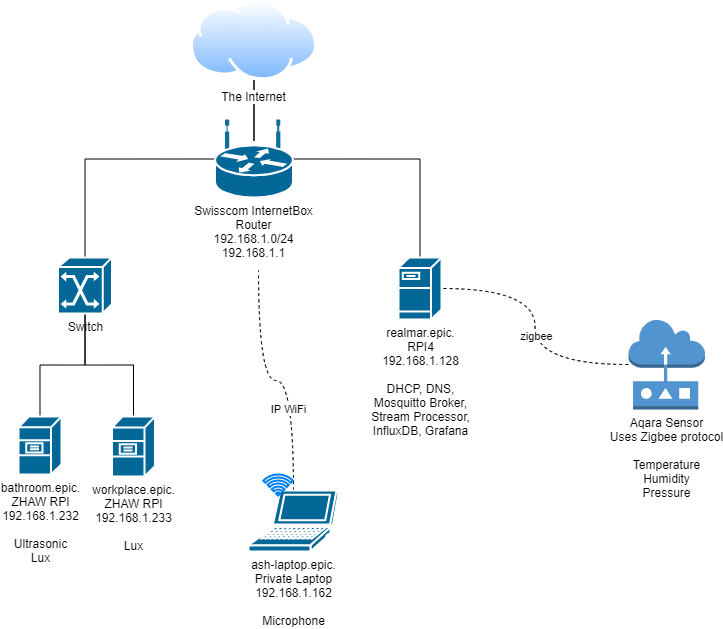 The Internet
Swisscom InternetBox
Router
192.168.1.0/24
192.168.1.1
Switch
realmar.epic.
RPI4
192.168.1.128
DHCP, DNS,
Mosquitto Broker,
Stream Processor,
InfluxDB, Grafana
zigbee
Aqara Sensor
Uses Zigbee protocol
Temperature
Humidity
Pressure
IP WiFi
bathroom.epic.
ZHAW RPI
192.168.1.232
Ultrasonic
Lux
workplace.epic.
ZHAW RPI
192.168.1.233
Lux
ash-laptop.epic.
Private Laptop
192.168.1.162
Microphone